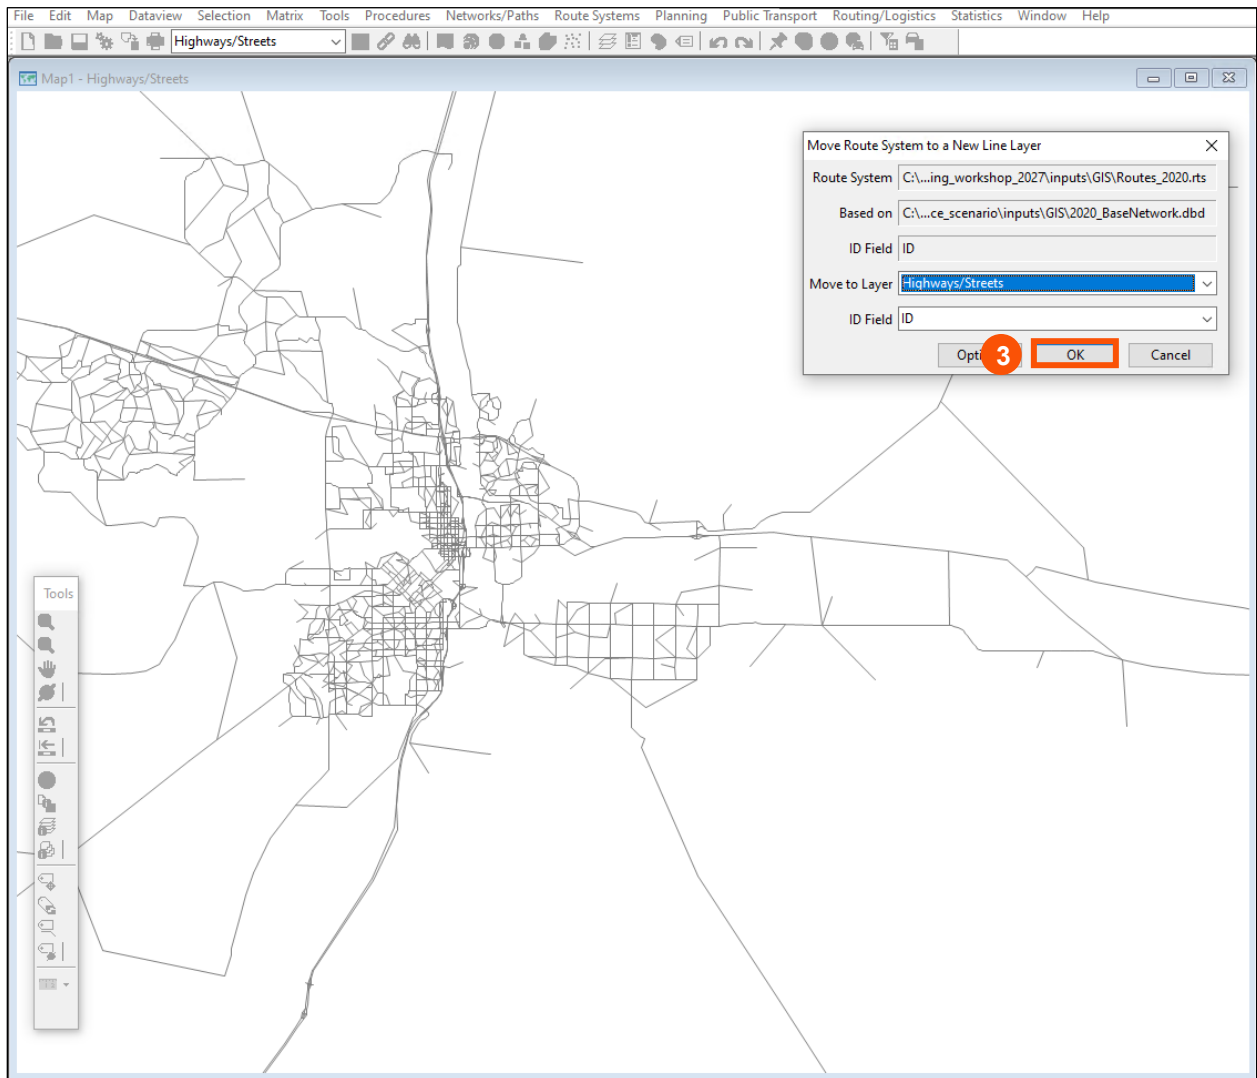 File Edit Map Dataview Selection Matrix Tools Procedures Networks/Paths Route Systems Planning Public Transport Routing/Logistics Statistics Window Help
Highways/Streets
Map1 - Highways/Streets
Move Route System to a New Line Layer
Route System C:\...ing_workshop_2027\inputs\GIS\Routes_2020.rts
Based on C:\...ce_scenario\inputs\GIS\2020_BaseNetwork.dbd
ID Field ID
Move to Layer Highways/Streets
ID Field ID
Opti 3 OK Cancel
Tools